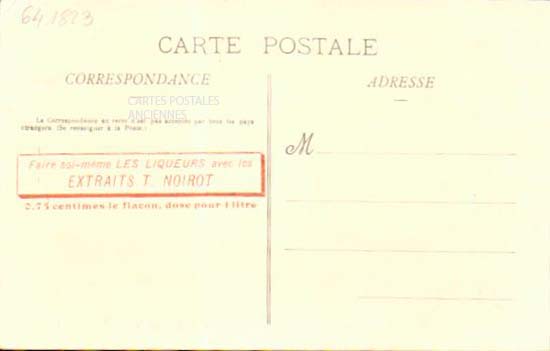 641823
CARTE POSTALE
CORRESPONDANCE
CARTES POSTALES
ANCIENNES
La Correspondance au recto n'est pas acceptée par tous les pays
étrangers. (Se renseigner à la Poste.)
Faire soi-même LES LIQUEURS avec les
EXTRAITS T. NOIROT
0.75 centimes le flacon, dose pour 1 litre
ADRESSE
M